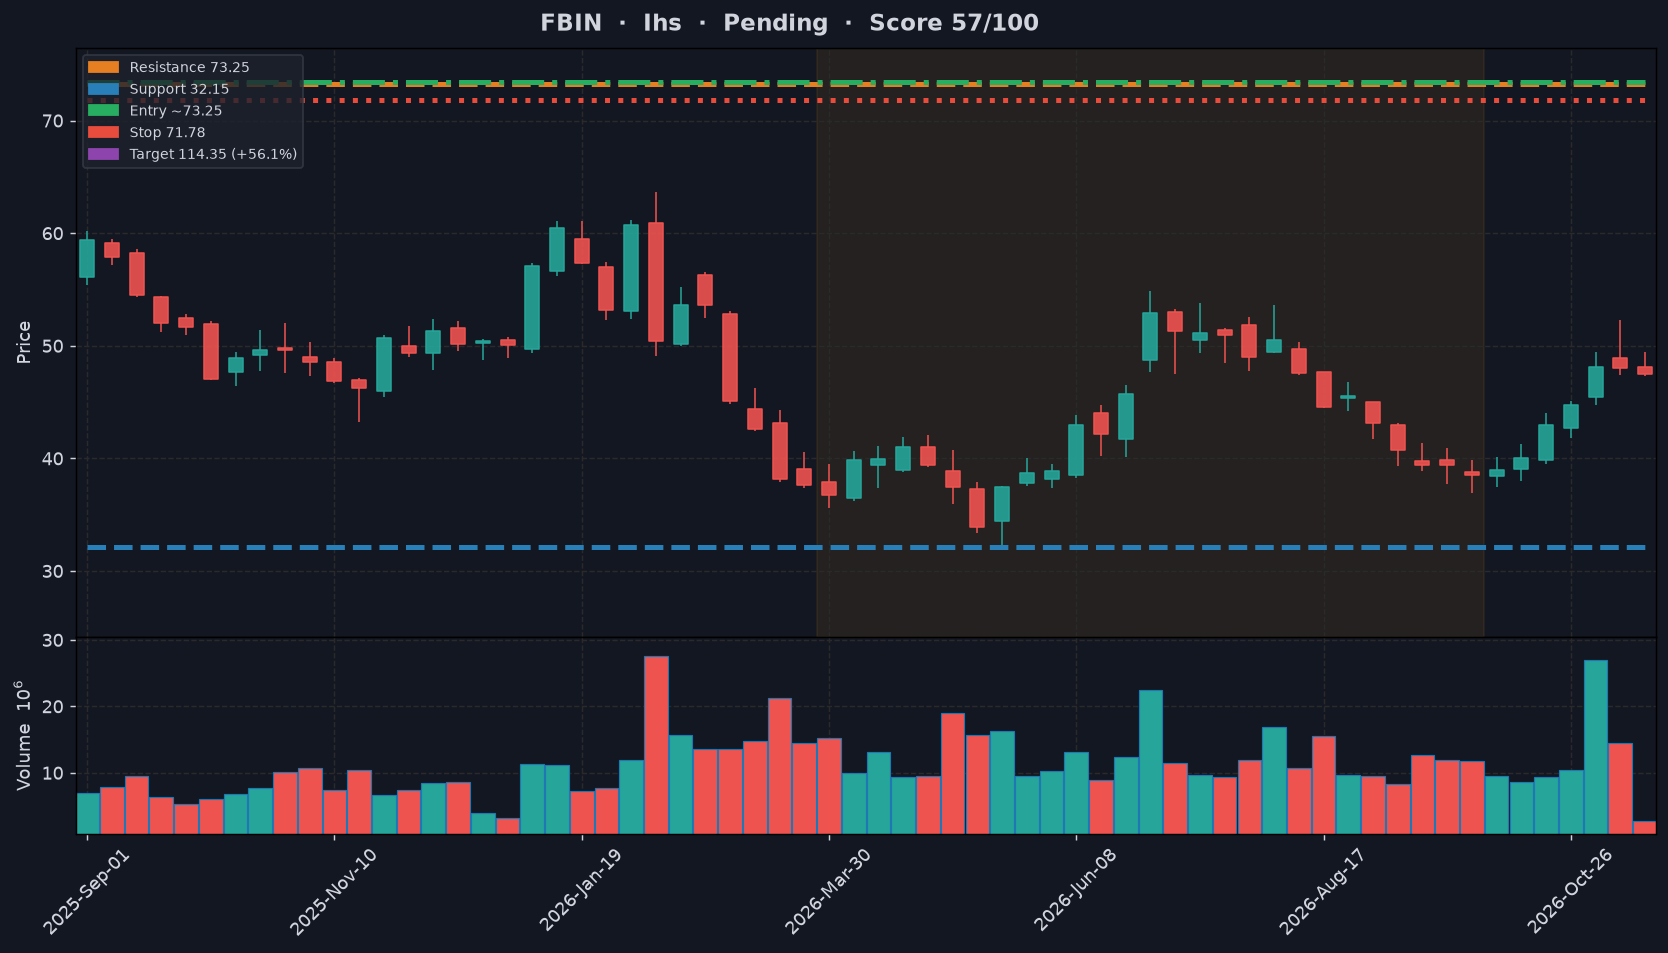 FBIN · Ihs · Pending · Score 57/100
Resistance 73.25
Support 32.15
Entry ~73.25
Stop 71.78
Target 114.35 (+56.1%)
Price
70
60
50
40
30
Volume 10⁶
30
20
10
2025-Sep-01
2025-Nov-10
2026-Jan-19
2026-Mar-30
2026-Jun-08
2026-Aug-17
2026-Oct-26